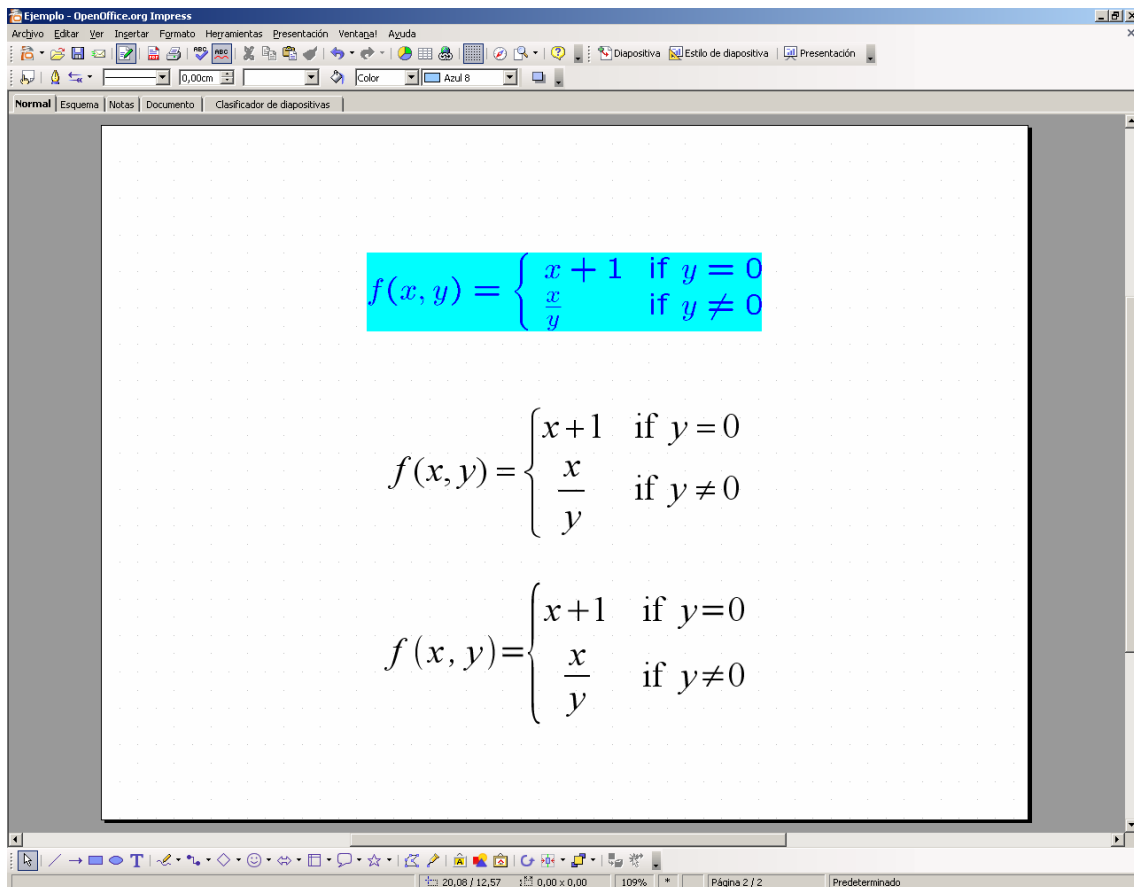 Ejemplo - OpenOffice.org Impress
Archivo Editar Ver Insertar Formato Herramientas Presentación Ventana! Ayuda
ABC ABC Diapositiva Estilo de diapositiva Presentación
0,00cm Color Azul 8
Normal Esquema Notas Documento Clasificador de diapositivas
f(x, y) = { x + 1 if y = 0
x/y if y ≠ 0
f(x, y) = { x+1 if y = 0
x/y if y ≠ 0
f(x, y)={ x+1 if y=0
x/y if y≠0
20,08 / 12,57 0,00 x 0,00 109% * Página 2 / 2 Predeterminado